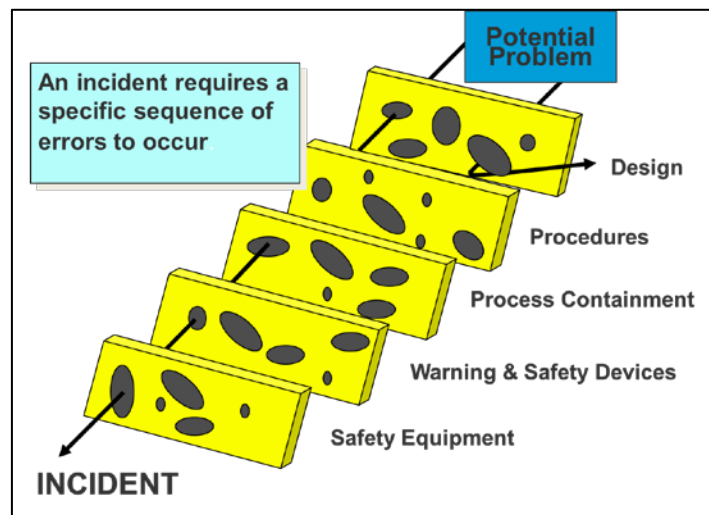 Potential
Problem
An incident requires a
specific sequence of
errors to occur
Design
Procedures
Process Containment
Warning & Safety Devices
Safety Equipment
INCIDENT